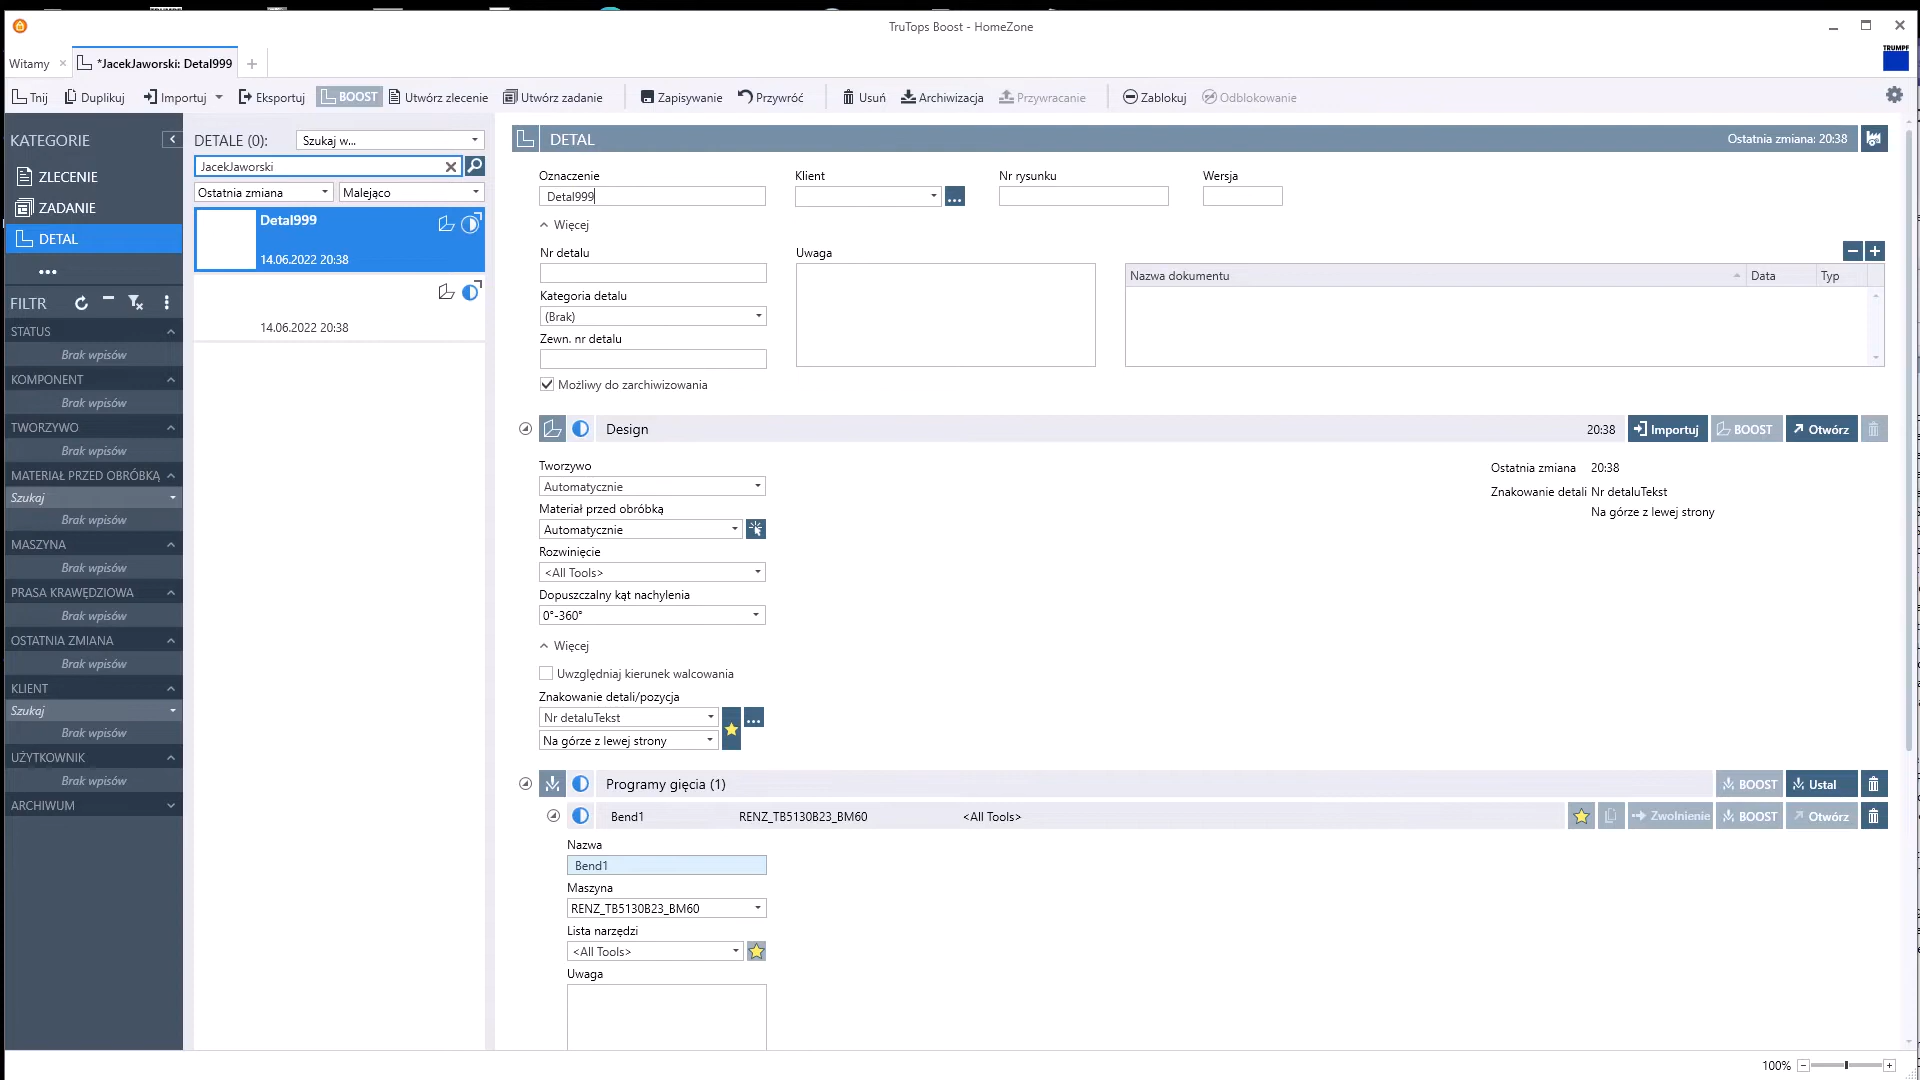 TruTops Boost - HomeZone
Witamy
*JacekJaworski: Detal999
TRUMPF
Tnij
Duplikuj
Importuj
Eksportuj
BOOST
Utwórz zlecenie
Utwórz zadanie
Zapisywanie
Przywróć
Usuń
Archiwizacja
Przywracanie
Zablokuj
Odblokowanie
KATEGORIE
ZLECENIE
ZADANIE
DETAL
•••
FILTR
STATUS
Brak wpisów
KOMPONENT
Brak wpisów
TWORZYWO
Brak wpisów
MATERIAŁ PRZED OBRÓBKĄ
Szukaj
Brak wpisów
MASZYNA
Brak wpisów
PRASA KRAWĘDZIOWA
Brak wpisów
OSTATNIA ZMIANA
Brak wpisów
KLIENT
Szukaj
Brak wpisów
UŻYTKOWNIK
Brak wpisów
ARCHIWUM
DETALE (0):
Szukaj w...
JacekJaworski
Ostatnia zmiana
Malejąco
Detal999
14.06.2022 20:38
14.06.2022 20:38
DETAL
Ostatnia zmiana: 20:38
Oznaczenie
Klient
Nr rysunku
Wersja
Detal999
Więcej
Nr detalu
Uwaga
Nazwa dokumentu
Data
Typ
Kategoria detalu
(Brak)
Zewn. nr detalu
Możliwy do zarchiwizowania
Design
20:38
Importuj
BOOST
Otwórz
Tworzywo
Automatycznie
Ostatnia zmiana 20:38
Znakowanie detali Nr detaluTekst
Na górze z lewej strony
Materiał przed obróbką
Automatycznie
Rozwinięcie
<All Tools>
Dopuszczalny kąt nachylenia
0°-360°
Więcej
Uwzględniaj kierunek walcowania
Znakowanie detali/pozycja
Nr detaluTekst
Na górze z lewej strony
Programy gięcia (1)
BOOST
Ustal
Bend1
RENZ_TB5130B23_BM60
<All Tools>
Zwolnienie
BOOST
Otwórz
Nazwa
Bend1
Maszyna
RENZ_TB5130B23_BM60
Lista narzędzi
<All Tools>
Uwaga
100%